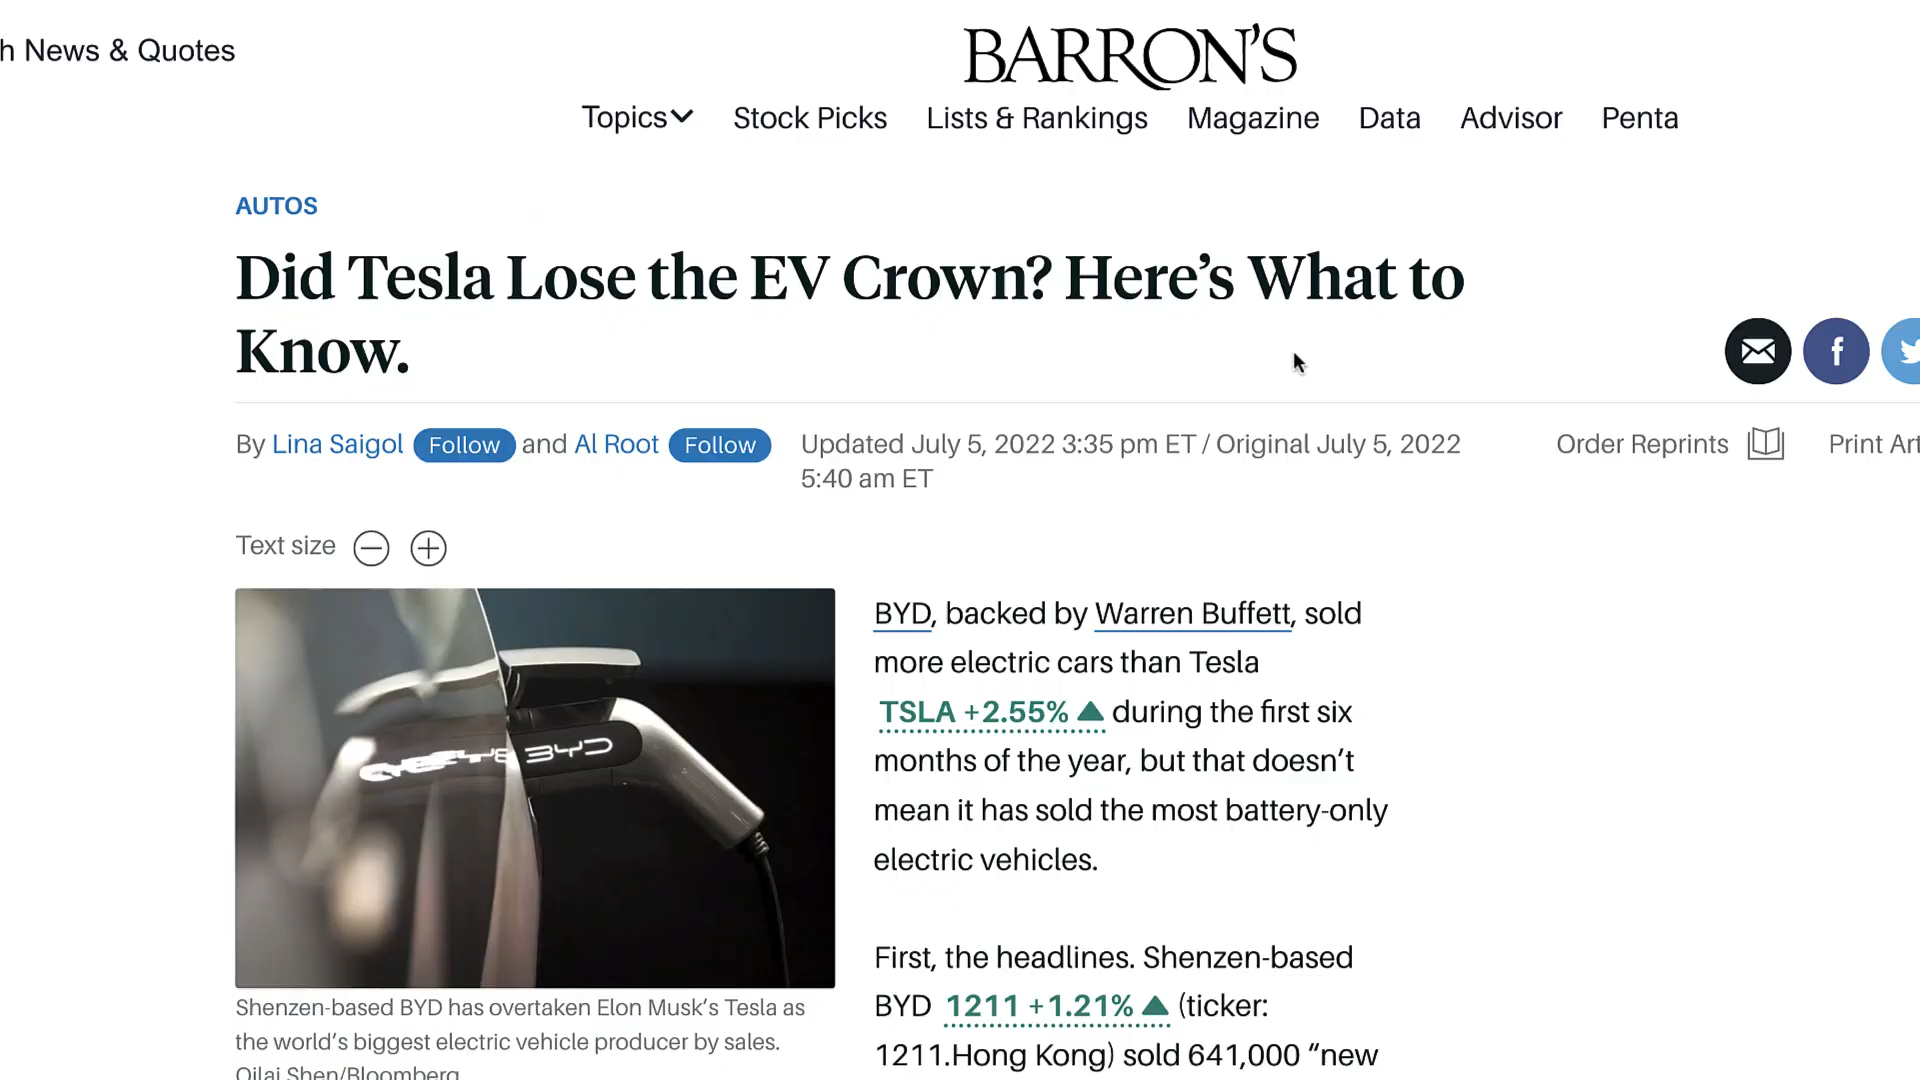 h News & Quotes
BARRON'S
Topics Stock Picks Lists & Rankings Magazine Data Advisor Penta
AUTOS
Did Tesla Lose the EV Crown? Here’s What to
Know.
By Lina Saigol Follow and Al Root Follow Updated July 5, 2022 3:35 pm ET / Original July 5, 2022
5:40 am ET
Order Reprints Print Art
Text size
BYD
Shenzen-based BYD has overtaken Elon Musk’s Tesla as
the world’s biggest electric vehicle producer by sales.
Qilai Shen/Bloomberg
BYD, backed by Warren Buffett, sold
more electric cars than Tesla
TSLA +2.55% ▲ during the first six
months of the year, but that doesn’t
mean it has sold the most battery-only
electric vehicles.
First, the headlines. Shenzen-based
BYD 1211 +1.21% ▲ (ticker:
1211.Hong Kong) sold 641,000 “new